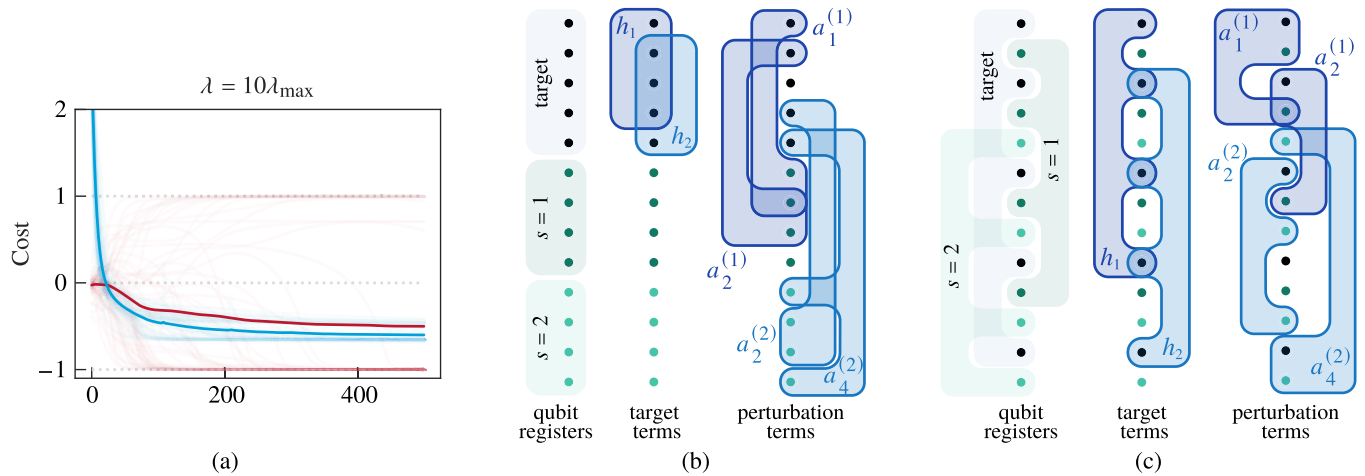 λ = 10λmax
Cost
2
1
0
−1
0
200
400
(a)
target
s = 1
s = 2
h₁
h₂
a₁⁽¹⁾
a₂⁽¹⁾
a₂⁽²⁾
a₄⁽²⁾
qubit
registers
target
terms
perturbation
terms
(b)
target
s = 1
s = 2
h₁
h₂
a₁⁽¹⁾
a₂⁽¹⁾
a₂⁽²⁾
a₄⁽²⁾
qubit
registers
target
terms
perturbation
terms
(c)